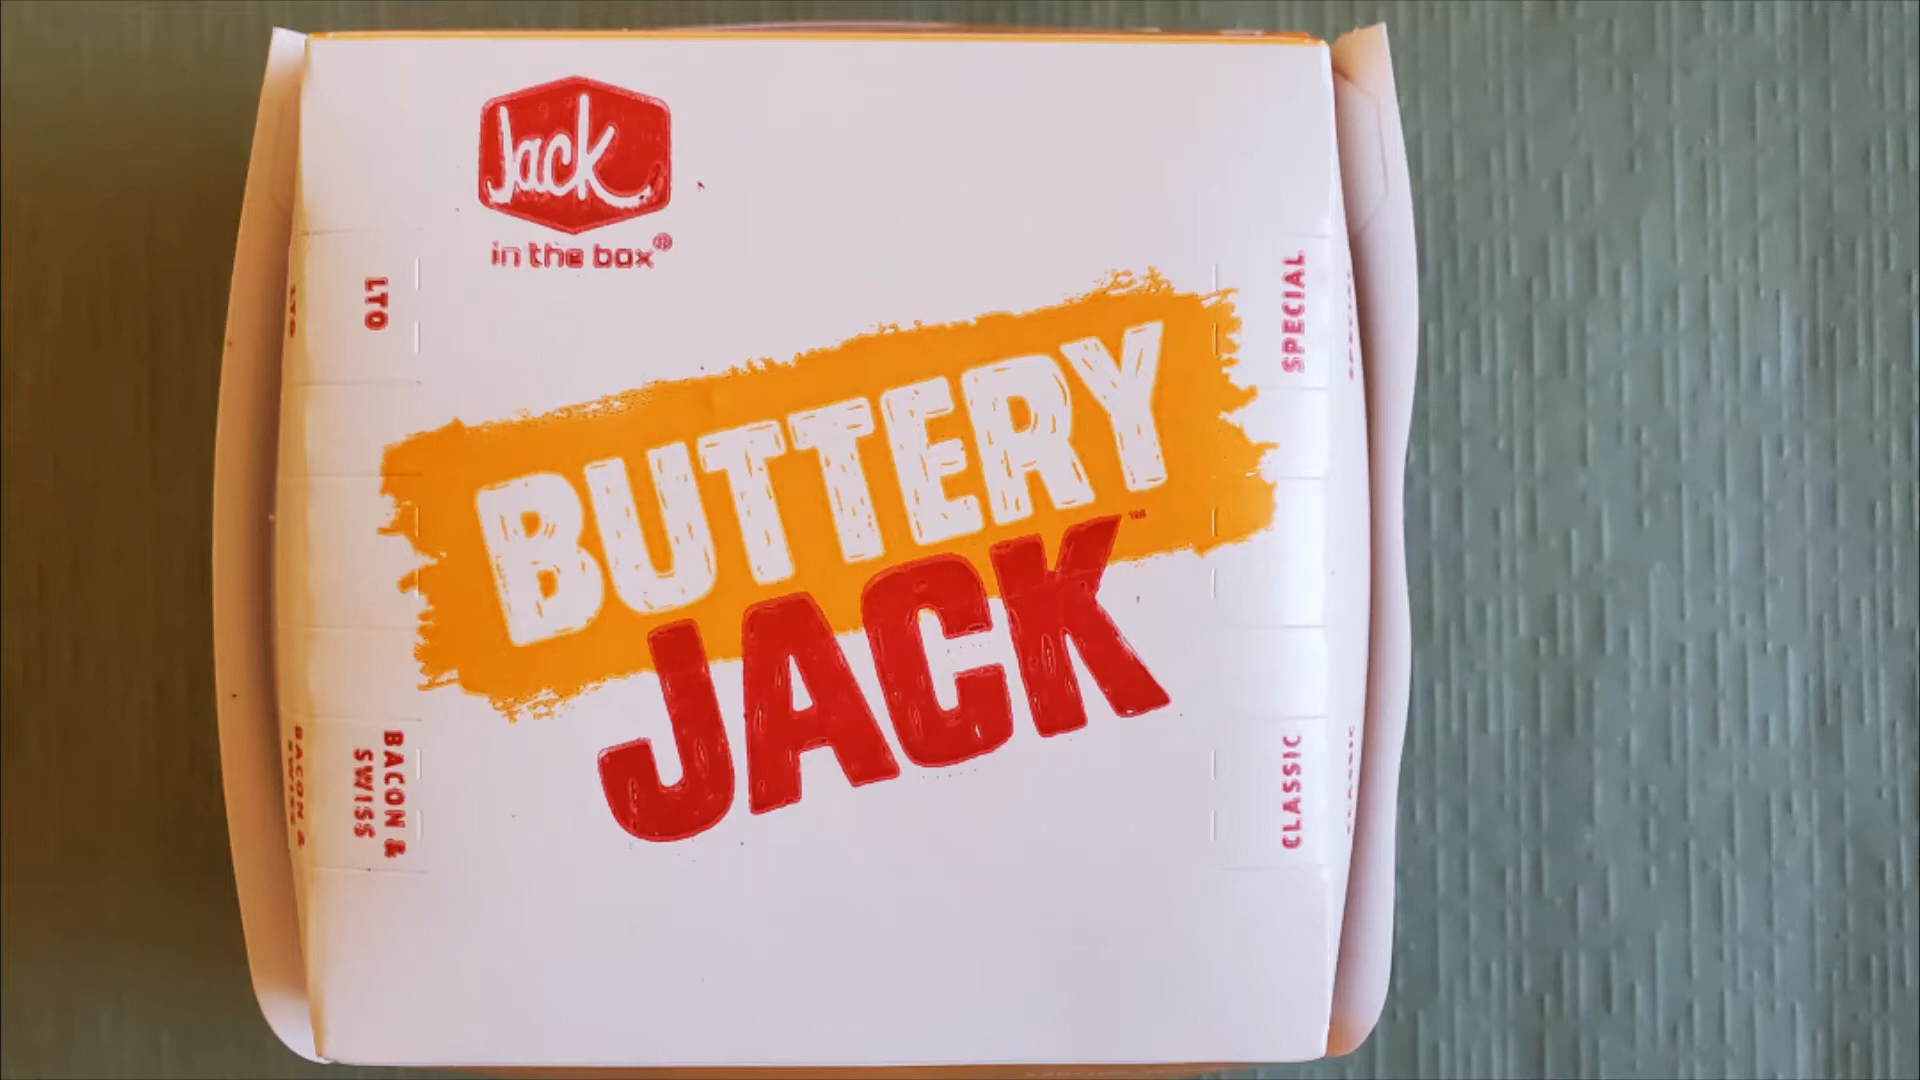 Jack
in the box®
LTO
SPECIAL
BUTTERY
JACK™
BACON &
SWISS
CLASSIC